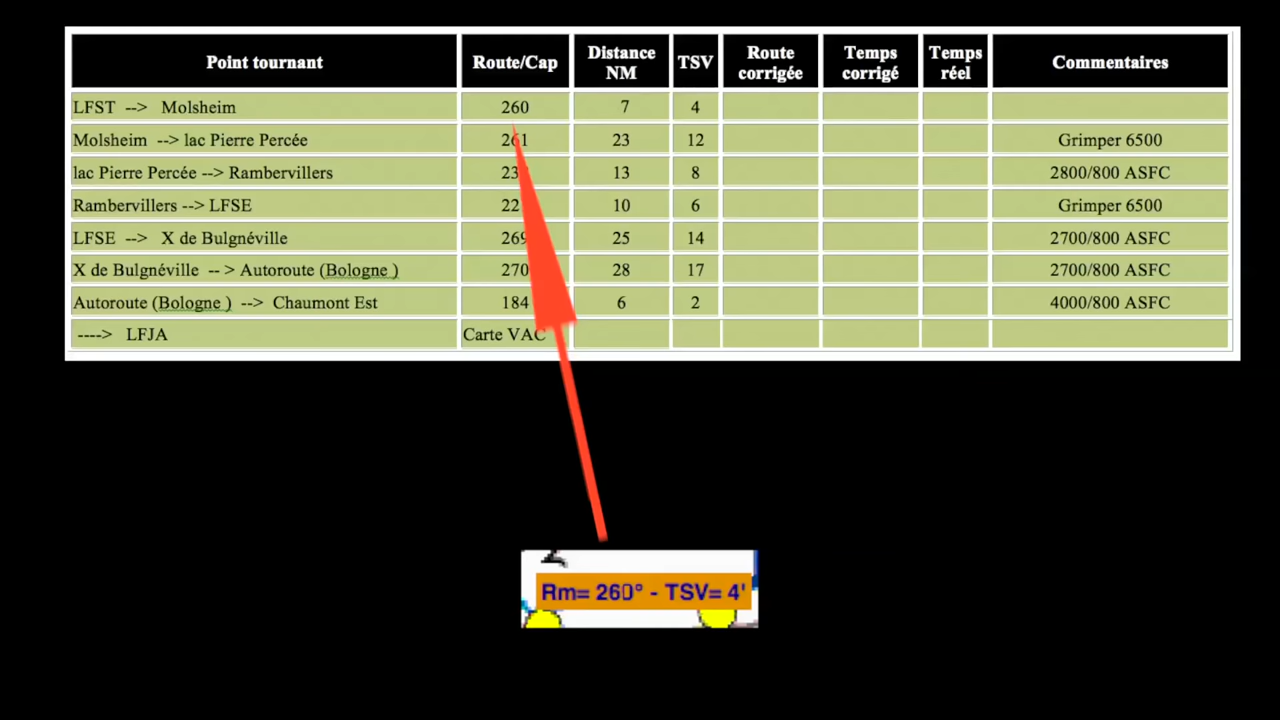 Point tournant Route/Cap Distance NM TSV Route corrigée Temps corrigé Temps réel Commentaires
LFST --> Molsheim 260 7 4
Molsheim --> lac Pierre Percée 261 23 12 Grimper 6500
lac Pierre Percée --> Rambervillers 13 8 2800/800 ASFC
Rambervillers --> LFSE 10 6 Grimper 6500
LFSE --> X de Bulgnéville 269 25 14 2700/800 ASFC
X de Bulgnéville -- > Autoroute (Bologne ) 270 28 17 2700/800 ASFC
Autoroute (Bologne ) --> Chaumont Est 184 6 2 4000/800 ASFC
----> LFJA Carte VAC
Rm= 260° - TSV= 4'